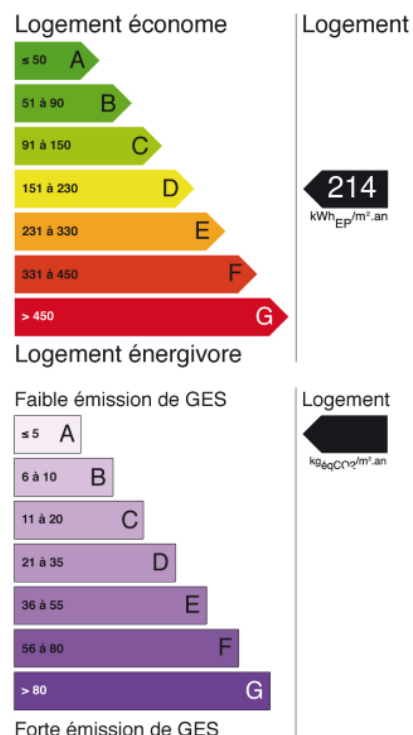 Logement économe
Logement
≤ 50 A
51 à 90 B
91 à 150 C
151 à 230 D
214
kWhEP/m².an
231 à 330 E
331 à 450 F
> 450 G
Logement énergivore
Faible émission de GES
Logement
≤ 5 A
kgéqCO2/m².an
6 à 10 B
11 à 20 C
21 à 35 D
36 à 55 E
56 à 80 F
> 80 G
Forte émission de GES